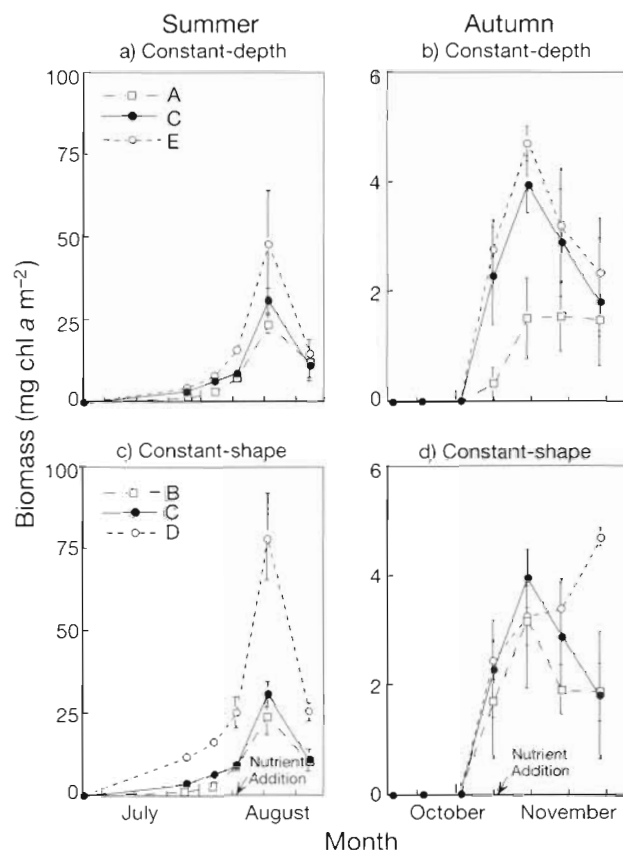 Summer
Autumn
a) Constant-depth
b) Constant-depth
100
75
50
25
0
A
C
E
6
4
2
0
Biomass (mg chl a m⁻²)
c) Constant-shape
d) Constant-shape
100
75
50
25
0
B
C
D
Nutrient
Addition
6
4
2
0
Nutrient
Addition
July
August
October
November
Month